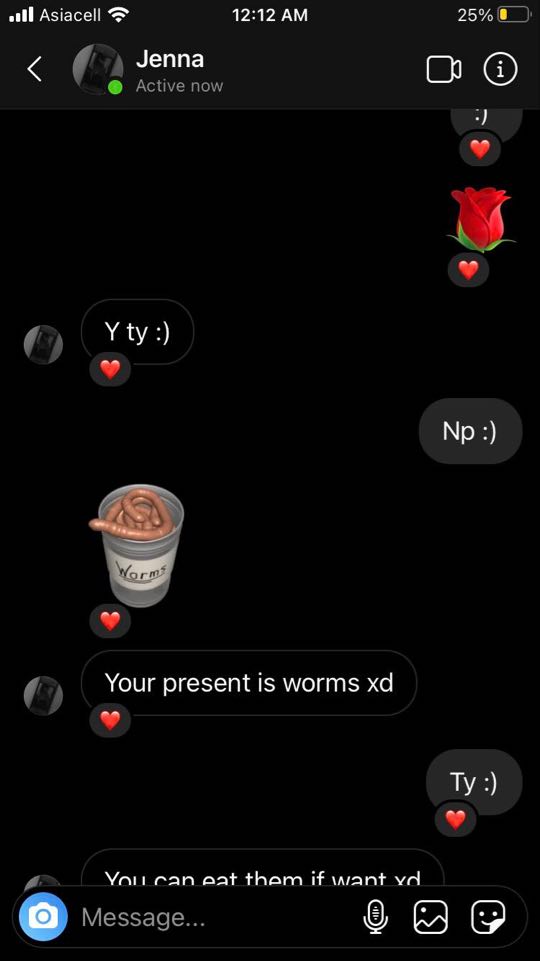 Asiacell
12:12 AM
25%
Jenna
Active now
:)
Y ty :)
Np :)
Worms
Your present is worms xd
Ty :)
You can eat them if want xd
Message...